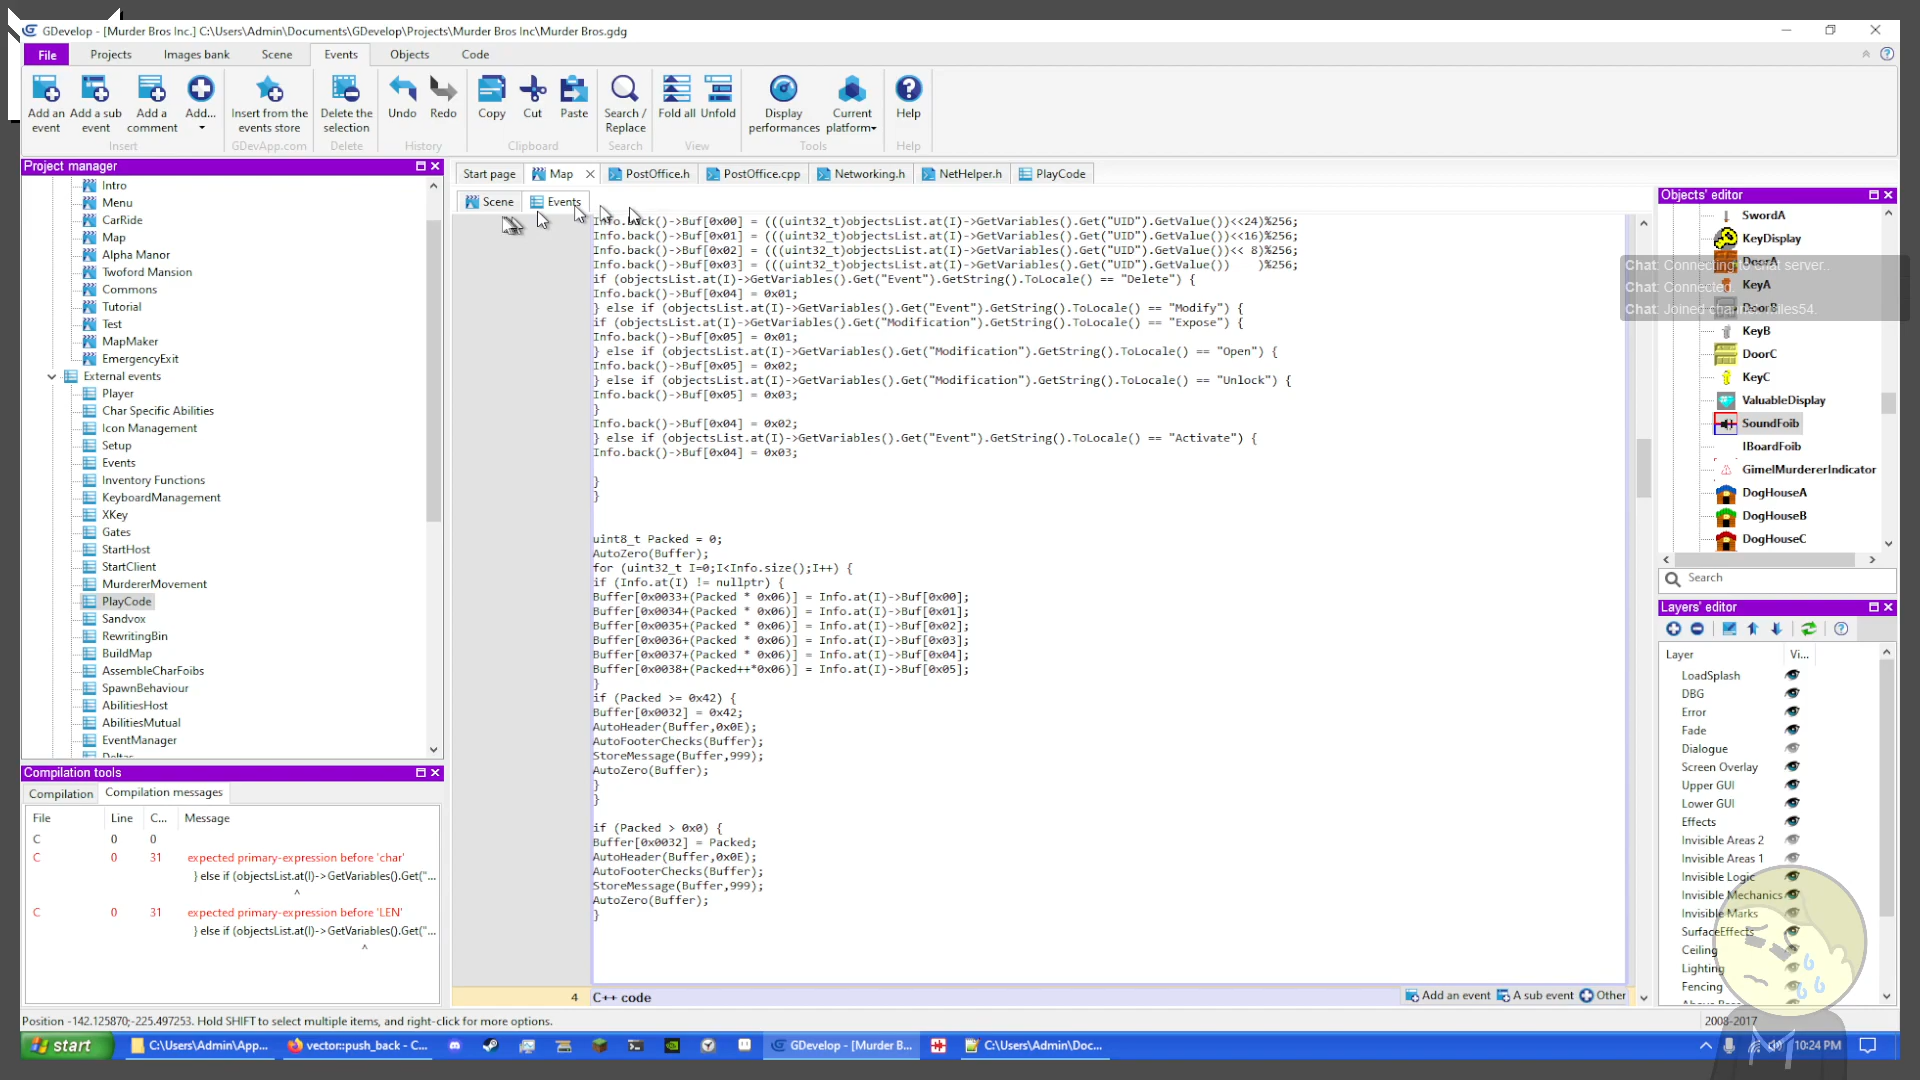 GDevelop - [Murder Bros Inc.] C:\Users\Admin\Documents\GDevelop\Projects\Murder Bros Inc\Murder Bros.gdg
File Projects Images bank Scene Events Objects Code
Add an event
Add a sub event
Add a comment
Add...
Insert from the events store
Delete the selection
Undo
Redo
Copy
Cut
Paste
Search / Replace
Fold all
Unfold
Display performances
Current platform
Help
Insert GDevApp.com Delete History Clipboard Search View Tools Help
Project manager
Intro
Menu
CarRide
Map
Alpha Manor
Twoford Mansion
Commons
Tutorial
Test
MapMaker
EmergencyExit
External events
Player
Char Specific Abilities
Icon Management
Setup
Events
Inventory Functions
KeyboardManagement
XKey
Gates
StartHost
StartClient
MurdererMovement
PlayCode
Sandvox
RewritingBin
BuildMap
AssembleCharFoibs
SpawnBehaviour
AbilitiesHost
AbilitiesMutual
EventManager
Compilation tools
Compilation Compilation messages
File Line C... Message
C 0 0
C 0 31 expected primary-expression before 'char'
} else if (objectsList.at(I)->GetVariables().Get("...
^
C 0 31 expected primary-expression before 'LEN'
} else if (objectsList.at(I)->GetVariables().Get("...
^
Start page Map PostOffice.h PostOffice.cpp Networking.h NetHelper.h PlayCode
Scene Events
Info.back()->Buf[0x00] = (((uint32_t)objectsList.at(I)->GetVariables().Get("UID").GetValue())<<24)%256;
Info.back()->Buf[0x01] = (((uint32_t)objectsList.at(I)->GetVariables().Get("UID").GetValue())<<16)%256;
Info.back()->Buf[0x02] = (((uint32_t)objectsList.at(I)->GetVariables().Get("UID").GetValue())<< 8)%256;
Info.back()->Buf[0x03] = (((uint32_t)objectsList.at(I)->GetVariables().Get("UID").GetValue())    )%256;
if (objectsList.at(I)->GetVariables().Get("Event").GetString().ToLocale() == "Delete") {
Info.back()->Buf[0x04] = 0x01;
} else if (objectsList.at(I)->GetVariables().Get("Event").GetString().ToLocale() == "Modify") {
if (objectsList.at(I)->GetVariables().Get("Modification").GetString().ToLocale() == "Expose") {
Info.back()->Buf[0x05] = 0x01;
} else if (objectsList.at(I)->GetVariables().Get("Modification").GetString().ToLocale() == "Open") {
Info.back()->Buf[0x05] = 0x02;
} else if (objectsList.at(I)->GetVariables().Get("Modification").GetString().ToLocale() == "Unlock") {
Info.back()->Buf[0x05] = 0x03;
}
Info.back()->Buf[0x04] = 0x02;
} else if (objectsList.at(I)->GetVariables().Get("Event").GetString().ToLocale() == "Activate") {
Info.back()->Buf[0x04] = 0x03;
}
}
uint8_t Packed = 0;
AutoZero(Buffer);
for (uint32_t I=0;I<Info.size();I++) {
if (Info.at(I) != nullptr) {
Buffer[0x0033+(Packed * 0x06)] = Info.at(I)->Buf[0x00];
Buffer[0x0034+(Packed * 0x06)] = Info.at(I)->Buf[0x01];
Buffer[0x0035+(Packed * 0x06)] = Info.at(I)->Buf[0x02];
Buffer[0x0036+(Packed * 0x06)] = Info.at(I)->Buf[0x03];
Buffer[0x0037+(Packed * 0x06)] = Info.at(I)->Buf[0x04];
Buffer[0x0038+(Packed++*0x06)] = Info.at(I)->Buf[0x05];
}
if (Packed >= 0x42) {
Buffer[0x0032] = 0x42;
AutoHeader(Buffer,0x0E);
AutoFooterChecks(Buffer);
StoreMessage(Buffer,999);
AutoZero(Buffer);
}
}
if (Packed > 0x0) {
Buffer[0x0032] = Packed;
AutoHeader(Buffer,0x0E);
AutoFooterChecks(Buffer);
StoreMessage(Buffer,999);
AutoZero(Buffer);
}
4 C++ code
Add an event A sub event Other
Objects' editor
SwordA
KeyDisplay
DoorA
KeyA
DoorB
KeyB
DoorC
KeyC
ValuableDisplay
SoundFoib
IBoardFoib
GimelMurdererIndicator
DogHouseA
DogHouseB
DogHouseC
Chat: Connecting to chat server..
Chat: Connected.
Chat: Joined
Search
Layers' editor
Layer Vi...
LoadSplash
DBG
Error
Fade
Dialogue
Screen Overlay
Upper GUI
Lower GUI
Effects
Invisible Areas 2
Invisible Areas 1
Invisible Logic
Invisible Mechanics
Invisible Marks
SurfaceEffects
Ceiling
Lighting
Fencing
Position -142.125870;-225.497253. Hold SHIFT to select multiple items, and right-click for more options.
2008-2017
start
C:\Users\Admin\App...
vector::push_back - C...
GDevelop - [Murder B...
C:\Users\Admin\Doc...
10:24 PM